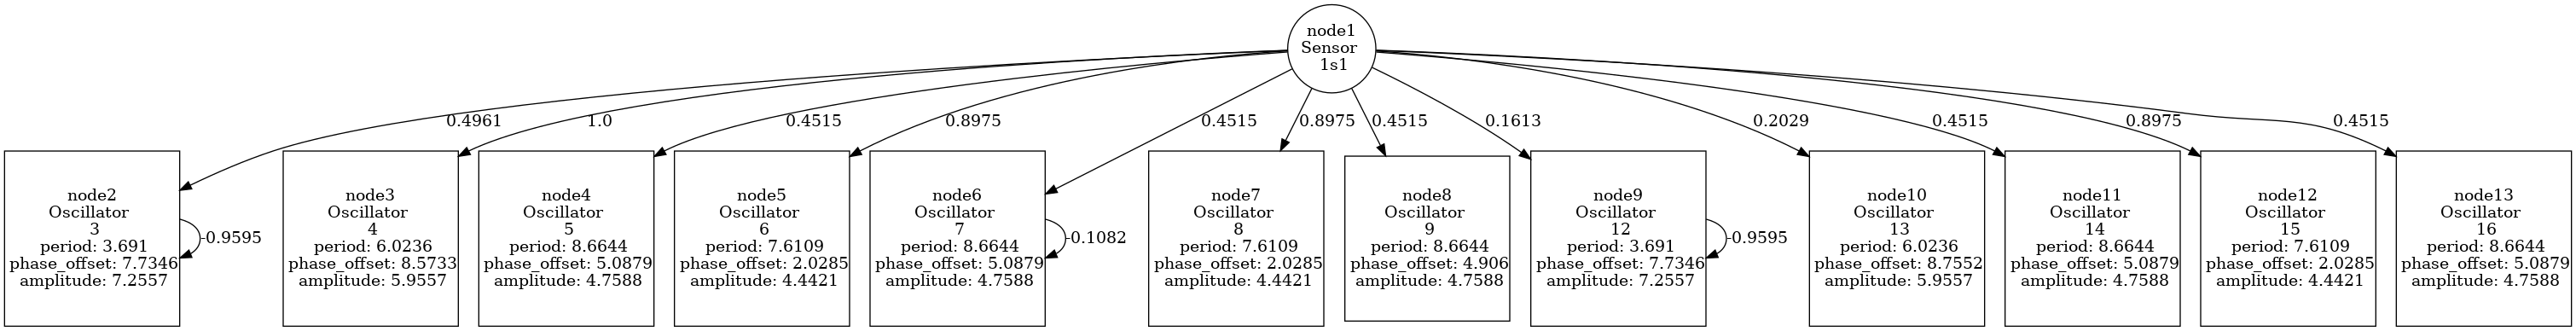 node1
Sensor
1s1
0.4961
1.0
0.4515
0.8975
0.4515
0.8975
0.4515
0.1613
0.2029
0.4515
0.8975
0.4515
node2
Oscillator
3
period: 3.691
phase_offset: 7.7346
amplitude: 7.2557
-0.9595
node3
Oscillator
4
period: 6.0236
phase_offset: 8.5733
amplitude: 5.9557
node4
Oscillator
5
period: 8.6644
phase_offset: 5.0879
amplitude: 4.7588
node5
Oscillator
6
period: 7.6109
phase_offset: 2.0285
amplitude: 4.4421
node6
Oscillator
7
period: 8.6644
phase_offset: 5.0879
amplitude: 4.7588
-0.1082
node7
Oscillator
8
period: 7.6109
phase_offset: 2.0285
amplitude: 4.4421
node8
Oscillator
9
period: 8.6644
phase_offset: 4.906
amplitude: 4.7588
node9
Oscillator
12
period: 3.691
phase_offset: 7.7346
amplitude: 7.2557
-0.9595
node10
Oscillator
13
period: 6.0236
phase_offset: 8.7552
amplitude: 5.9557
node11
Oscillator
14
period: 8.6644
phase_offset: 5.0879
amplitude: 4.7588
node12
Oscillator
15
period: 7.6109
phase_offset: 2.0285
amplitude: 4.4421
node13
Oscillator
16
period: 8.6644
phase_offset: 5.0879
amplitude: 4.7588